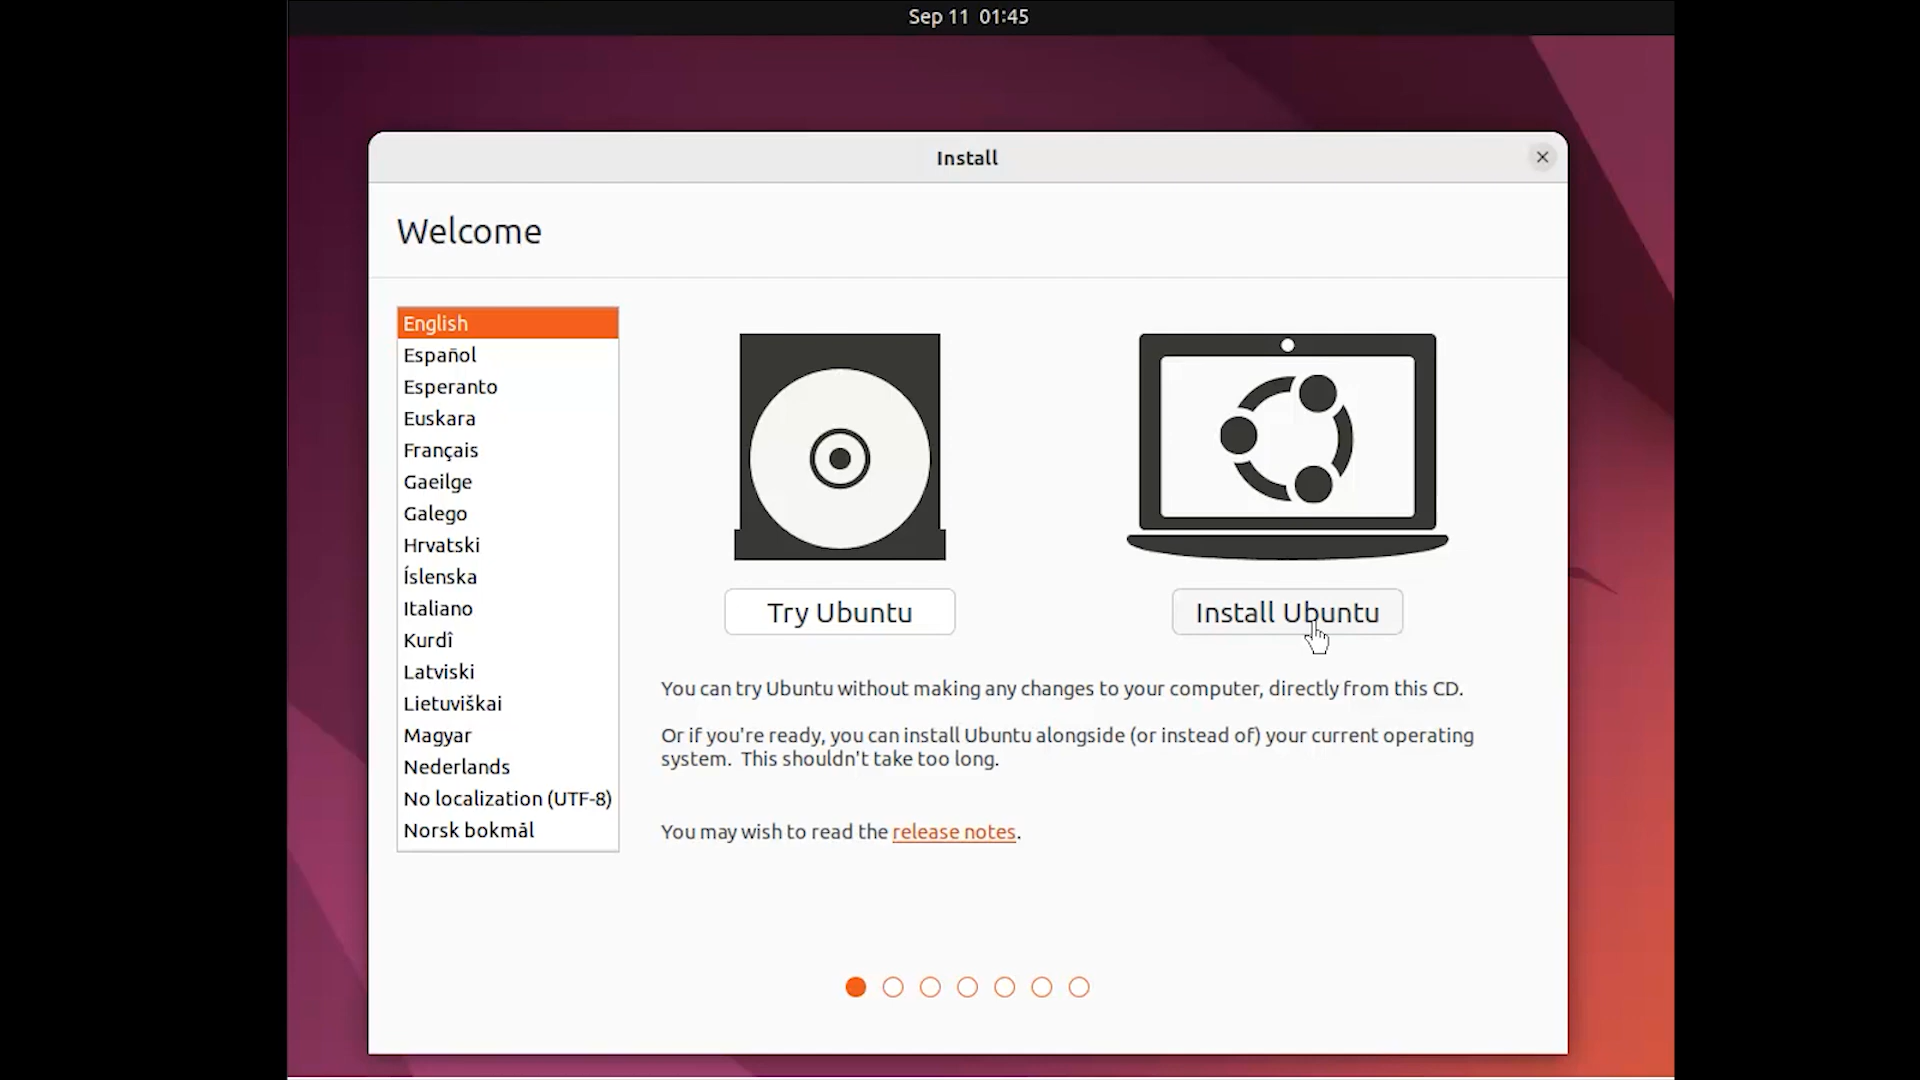 Sep 11 01:45
Install
Welcome
English
Español
Esperanto
Euskara
Français
Gaeilge
Galego
Hrvatski
Íslenska
Italiano
Kurdî
Latviski
Lietuviškai
Magyar
Nederlands
No localization (UTF-8)
Norsk bokmål
Try Ubuntu
Install Ubuntu
You can try Ubuntu without making any changes to your computer, directly from this CD.
Or if you're ready, you can install Ubuntu alongside (or instead of) your current operating
system. This shouldn't take too long.
You may wish to read the release notes.